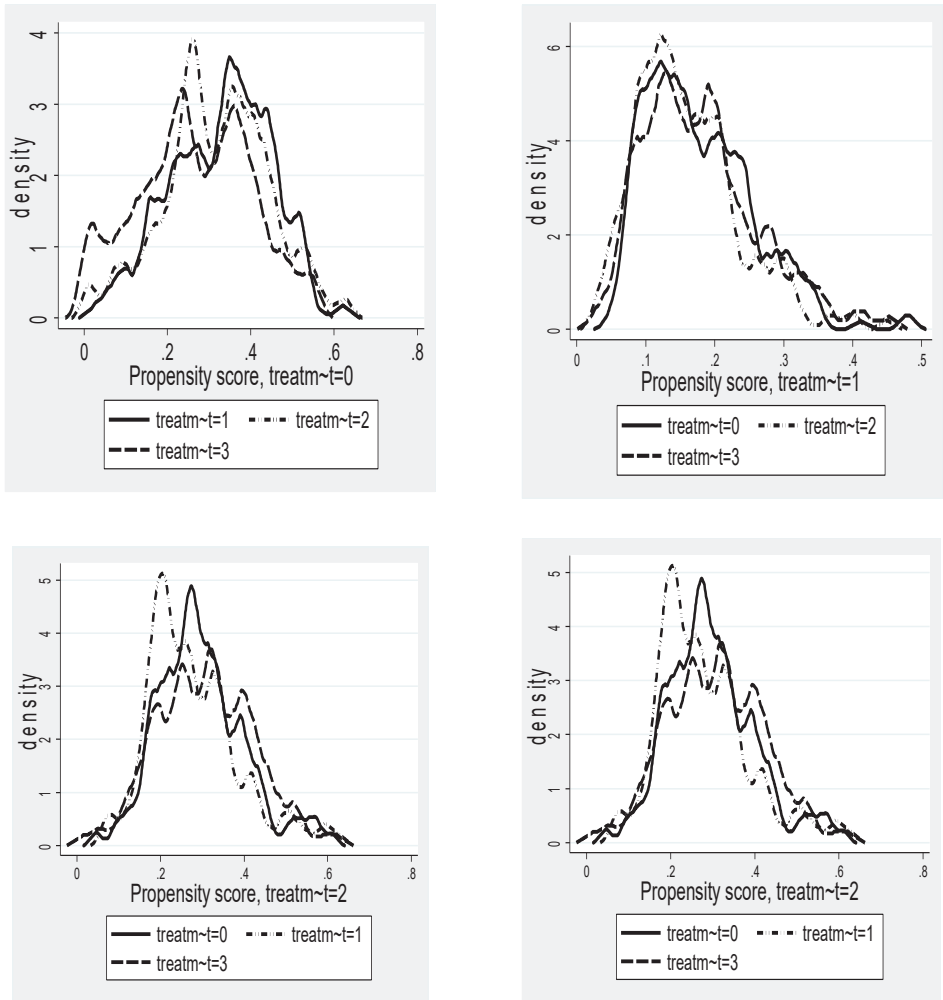 4
3
2
1
0
density
0
.2
.4
.6
.8
Propensity score, treatm~t=0
treatm~t=1
treatm~t=2
treatm~t=3
6
4
2
0
density
0
.1
.2
.3
.4
.5
Propensity score, treatm~t=1
treatm~t=0
treatm~t=2
treatm~t=3
5
4
3
2
1
0
density
0
.2
.4
.6
.8
Propensity score, treatm~t=2
treatm~t=0
treatm~t=1
treatm~t=3
5
4
3
2
1
0
density
0
.2
.4
.6
.8
Propensity score, treatm~t=2
treatm~t=0
treatm~t=1
treatm~t=3